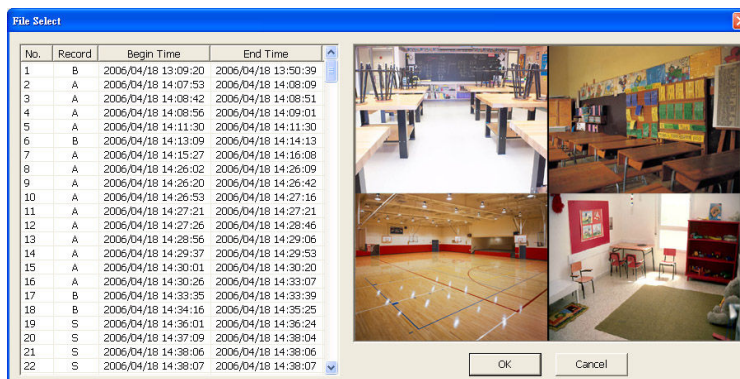 File Select
No. Record Begin Time End Time
1 B 2006/04/18 13:09:20 2006/04/18 13:50:39
2 A 2006/04/18 14:07:53 2006/04/18 14:08:09
3 A 2006/04/18 14:08:42 2006/04/18 14:08:51
4 A 2006/04/18 14:08:56 2006/04/18 14:09:01
5 A 2006/04/18 14:11:30 2006/04/18 14:11:30
6 B 2006/04/18 14:13:09 2006/04/18 14:14:13
7 A 2006/04/18 14:15:27 2006/04/18 14:16:08
8 A 2006/04/18 14:26:02 2006/04/18 14:26:09
9 A 2006/04/18 14:26:20 2006/04/18 14:26:42
10 A 2006/04/18 14:26:53 2006/04/18 14:27:16
11 A 2006/04/18 14:27:21 2006/04/18 14:27:21
12 A 2006/04/18 14:27:26 2006/04/18 14:28:46
13 A 2006/04/18 14:28:56 2006/04/18 14:29:06
14 A 2006/04/18 14:29:37 2006/04/18 14:29:53
15 A 2006/04/18 14:30:01 2006/04/18 14:30:20
16 A 2006/04/18 14:30:26 2006/04/18 14:33:07
17 B 2006/04/18 14:33:35 2006/04/18 14:33:39
18 B 2006/04/18 14:34:16 2006/04/18 14:35:25
19 S 2006/04/18 14:36:01 2006/04/18 14:36:24
20 S 2006/04/18 14:37:09 2006/04/18 14:38:04
21 S 2006/04/18 14:38:06 2006/04/18 14:38:06
22 S 2006/04/18 14:38:07 2006/04/18 14:38:07
OK Cancel